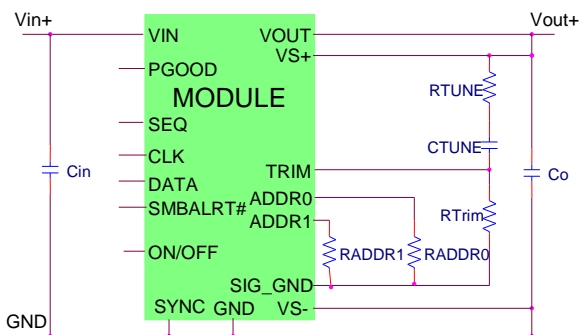 Vin+
Vout+
VIN
VOUT
VS+
PGOOD
RTUNE
MODULE
SEQ
CTUNE
CLK
TRIM
Cin
Co
DATA
ADDR0
SMBALRT#
RTrim
ADDR1
ON/OFF
RADDR1
RADDR0
SIG_GND
SYNC
GND
VS-
GND